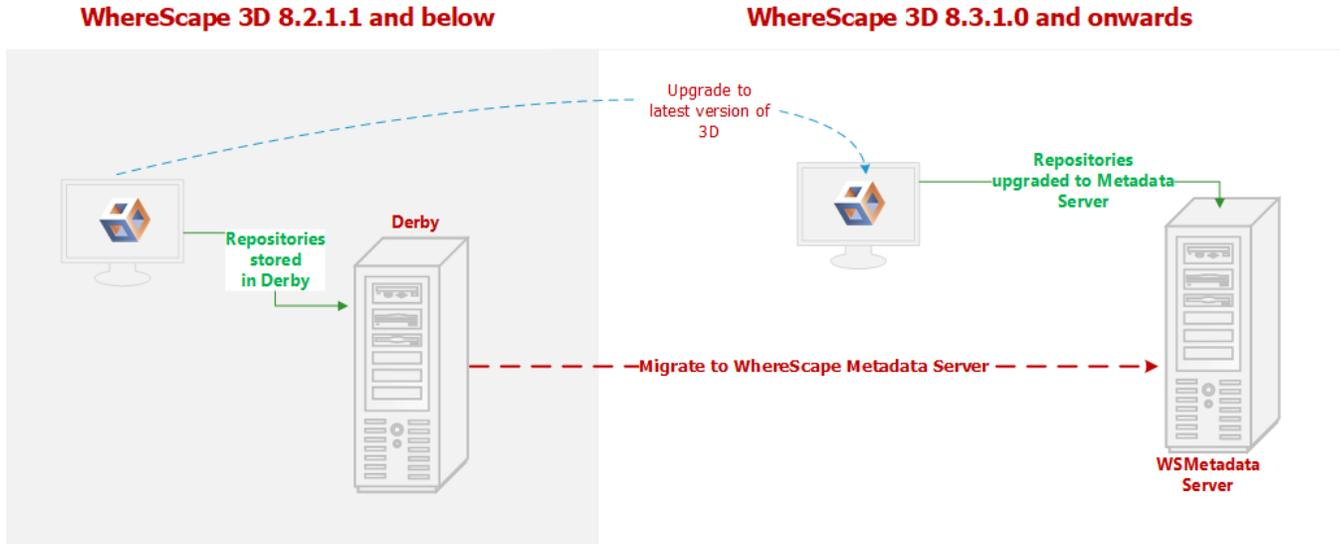 WhereScape 3D 8.2.1.1 and below
WhereScape 3D 8.3.1.0 and onwards
Upgrade to
latest version of
3D
Repositories
upgraded to Metadata
Server
Derby
Repositories
stored
in Derby
Migrate to WhereScape Metadata Server
WSMetadata
Server